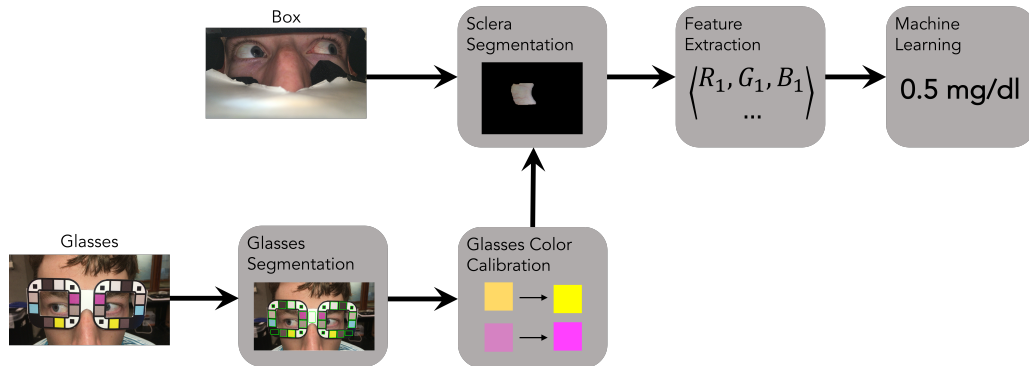 Box
Sclera
Segmentation
Feature
Extraction
⟨R₁, G₁, B₁⟩
...
Machine
Learning
0.5 mg/dl
Glasses
Glasses
Segmentation
Glasses Color
Calibration